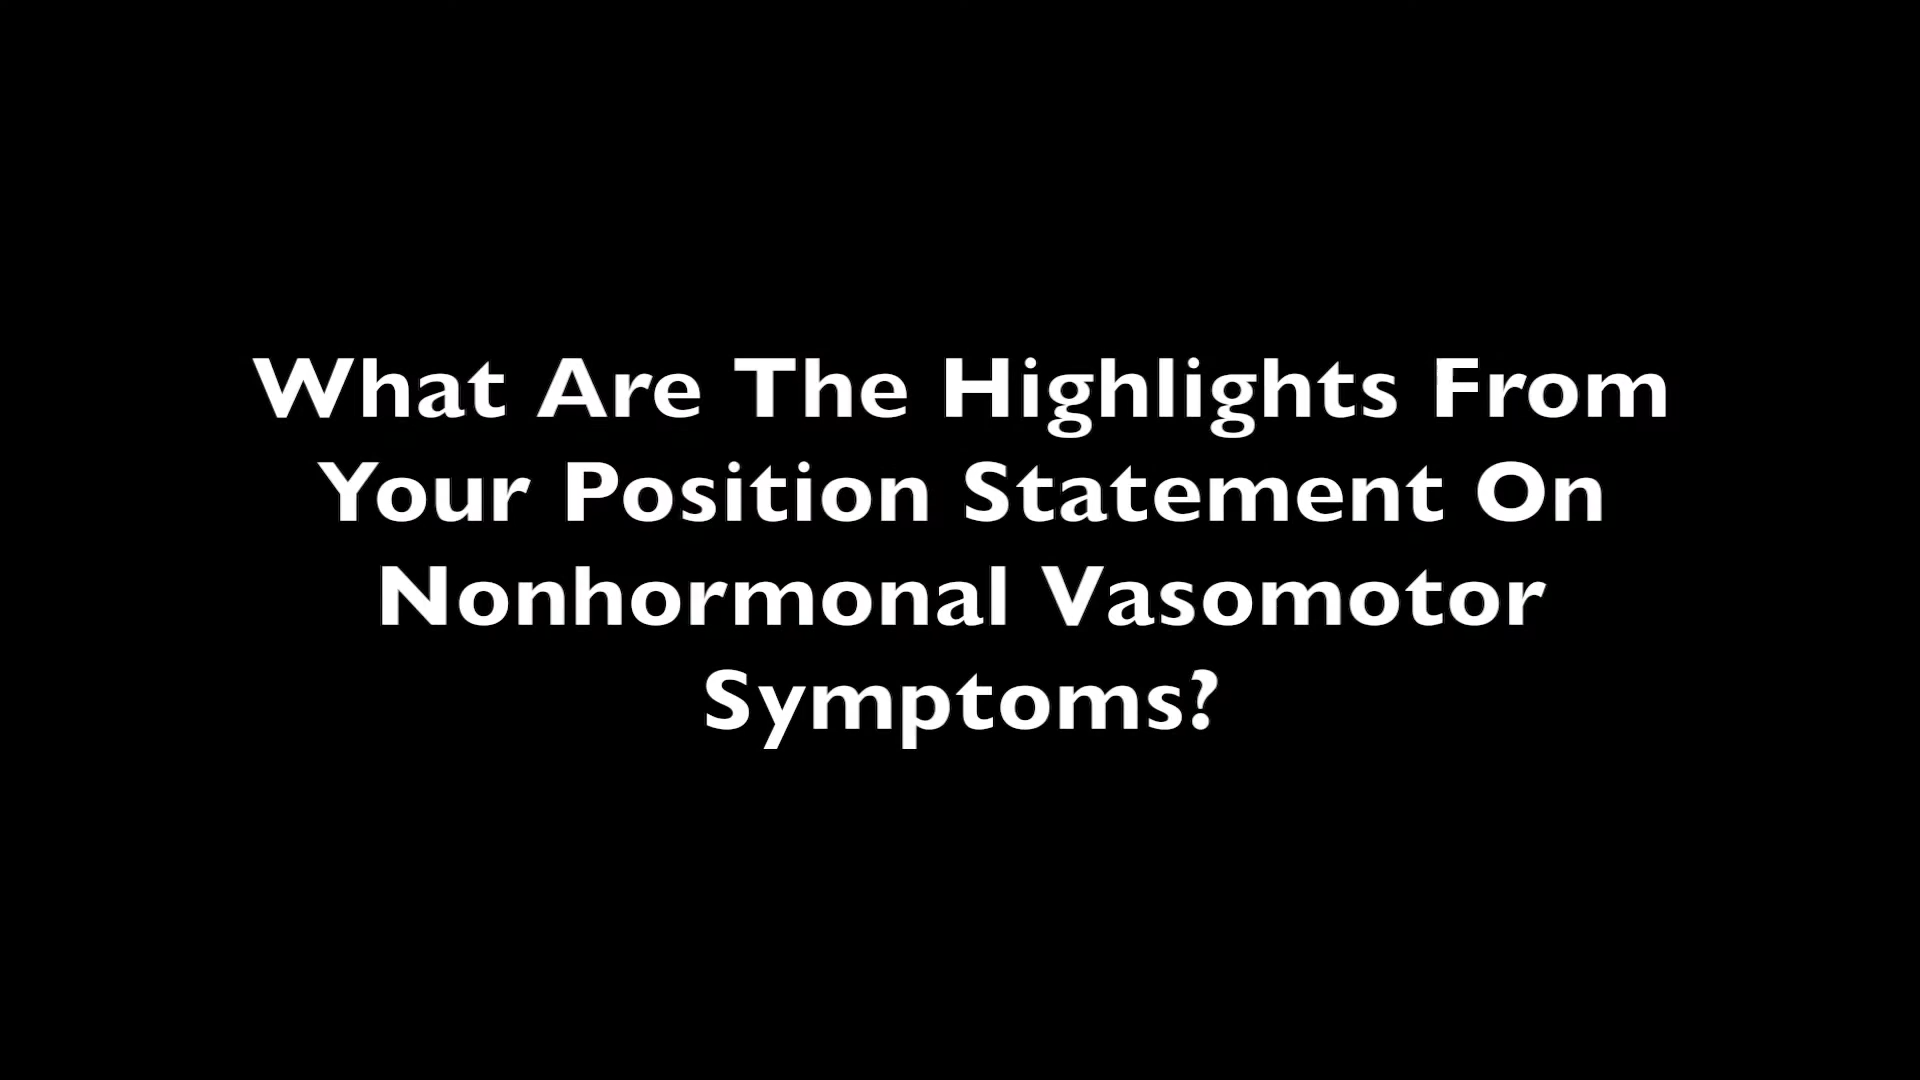 What Are The Highlights From
Your Position Statement On
Nonhormonal Vasomotor
Symptoms?